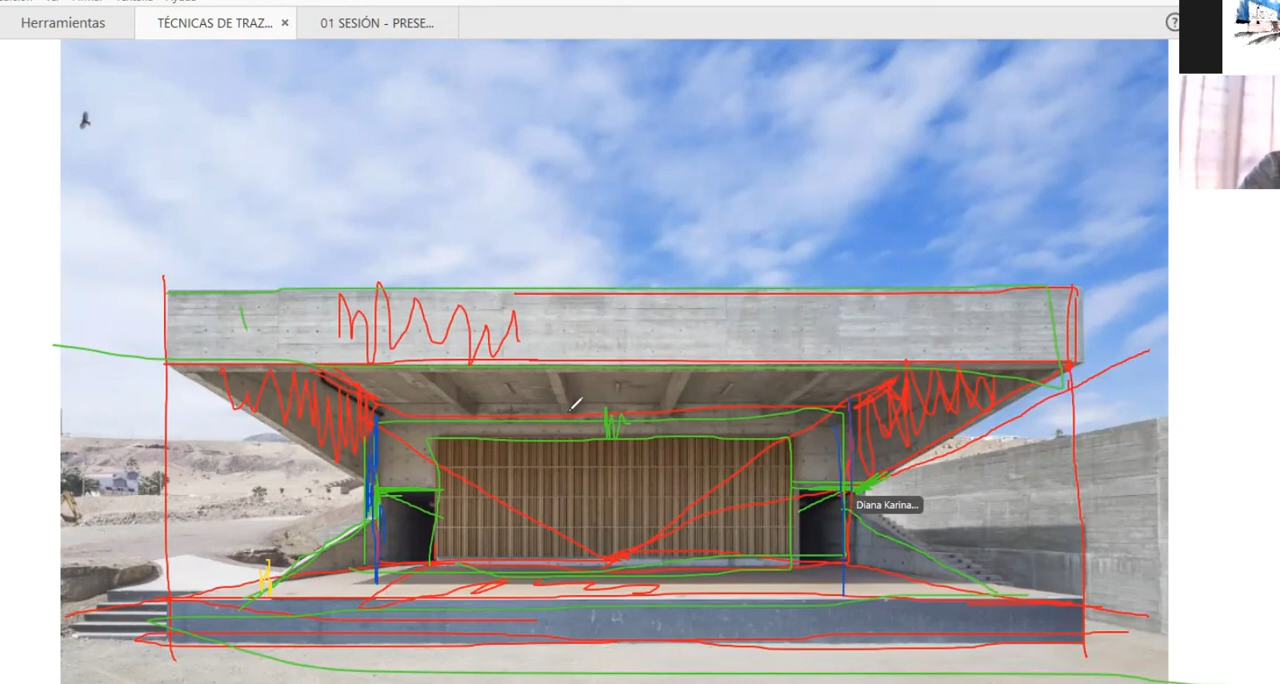 Herramientas
TÉCNICAS DE TRAZ... ×
01 SESIÓN - PRESE...
?
Diana Karina...